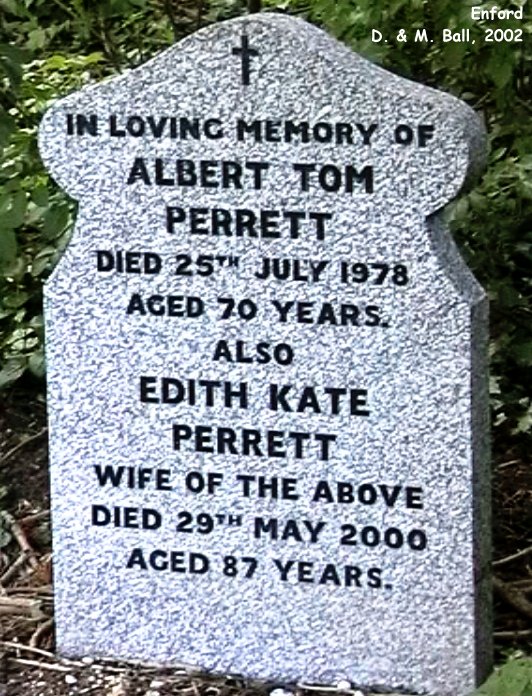 Enford
D. & M. Ball, 2002
IN LOVING MEMORY OF
ALBERT TOM
PERRETT
DIED 25TH JULY 1978
AGED 70 YEARS.
ALSO
EDITH KATE
PERRETT
WIFE OF THE ABOVE
DIED 29TH MAY 2000
AGED 87 YEARS.